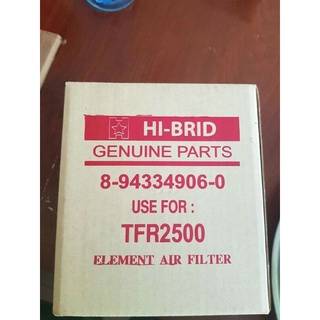 HI-BRID
GENUINE PARTS
8-94334906-0
USE FOR :
TFR2500
ELEMENT AIR FILTER